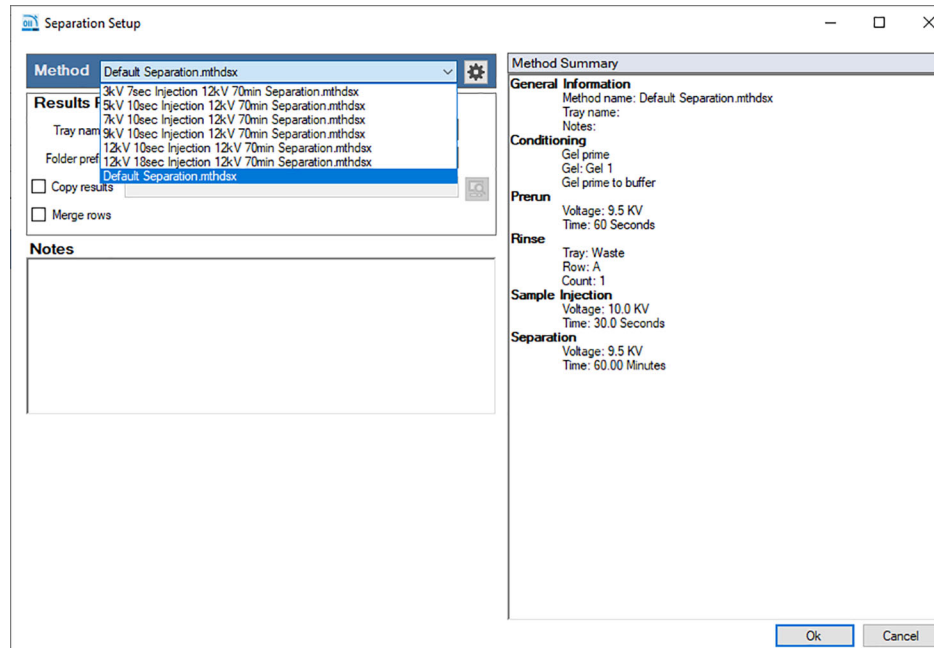 Separation Setup
Method
Default Separation.mthdsx
3kV 7sec Injection 12kV 70min Separation.mthdsx
5kV 10sec Injection 12kV 70min Separation.mthdsx
7kV 10sec Injection 12kV 70min Separation.mthdsx
9kV 10sec Injection 12kV 70min Separation.mthdsx
12kV 10sec Injection 12kV 70min Separation.mthdsx
12kV 18sec Injection 12kV 70min Separation.mthdsx
Default Separation.mthdsx
Results
Tray nam
Folder pref
Copy results
Merge rows
Notes
Method Summary
General Information
Method name: Default Separation.mthdsx
Tray name:
Notes:
Conditioning
Gel prime
Gel: Gel 1
Gel prime to buffer
Prerun
Voltage: 9.5 KV
Time: 60 Seconds
Rinse
Tray: Waste
Row: A
Count: 1
Sample Injection
Voltage: 10.0 KV
Time: 30.0 Seconds
Separation
Voltage: 9.5 KV
Time: 60.00 Minutes
Ok
Cancel